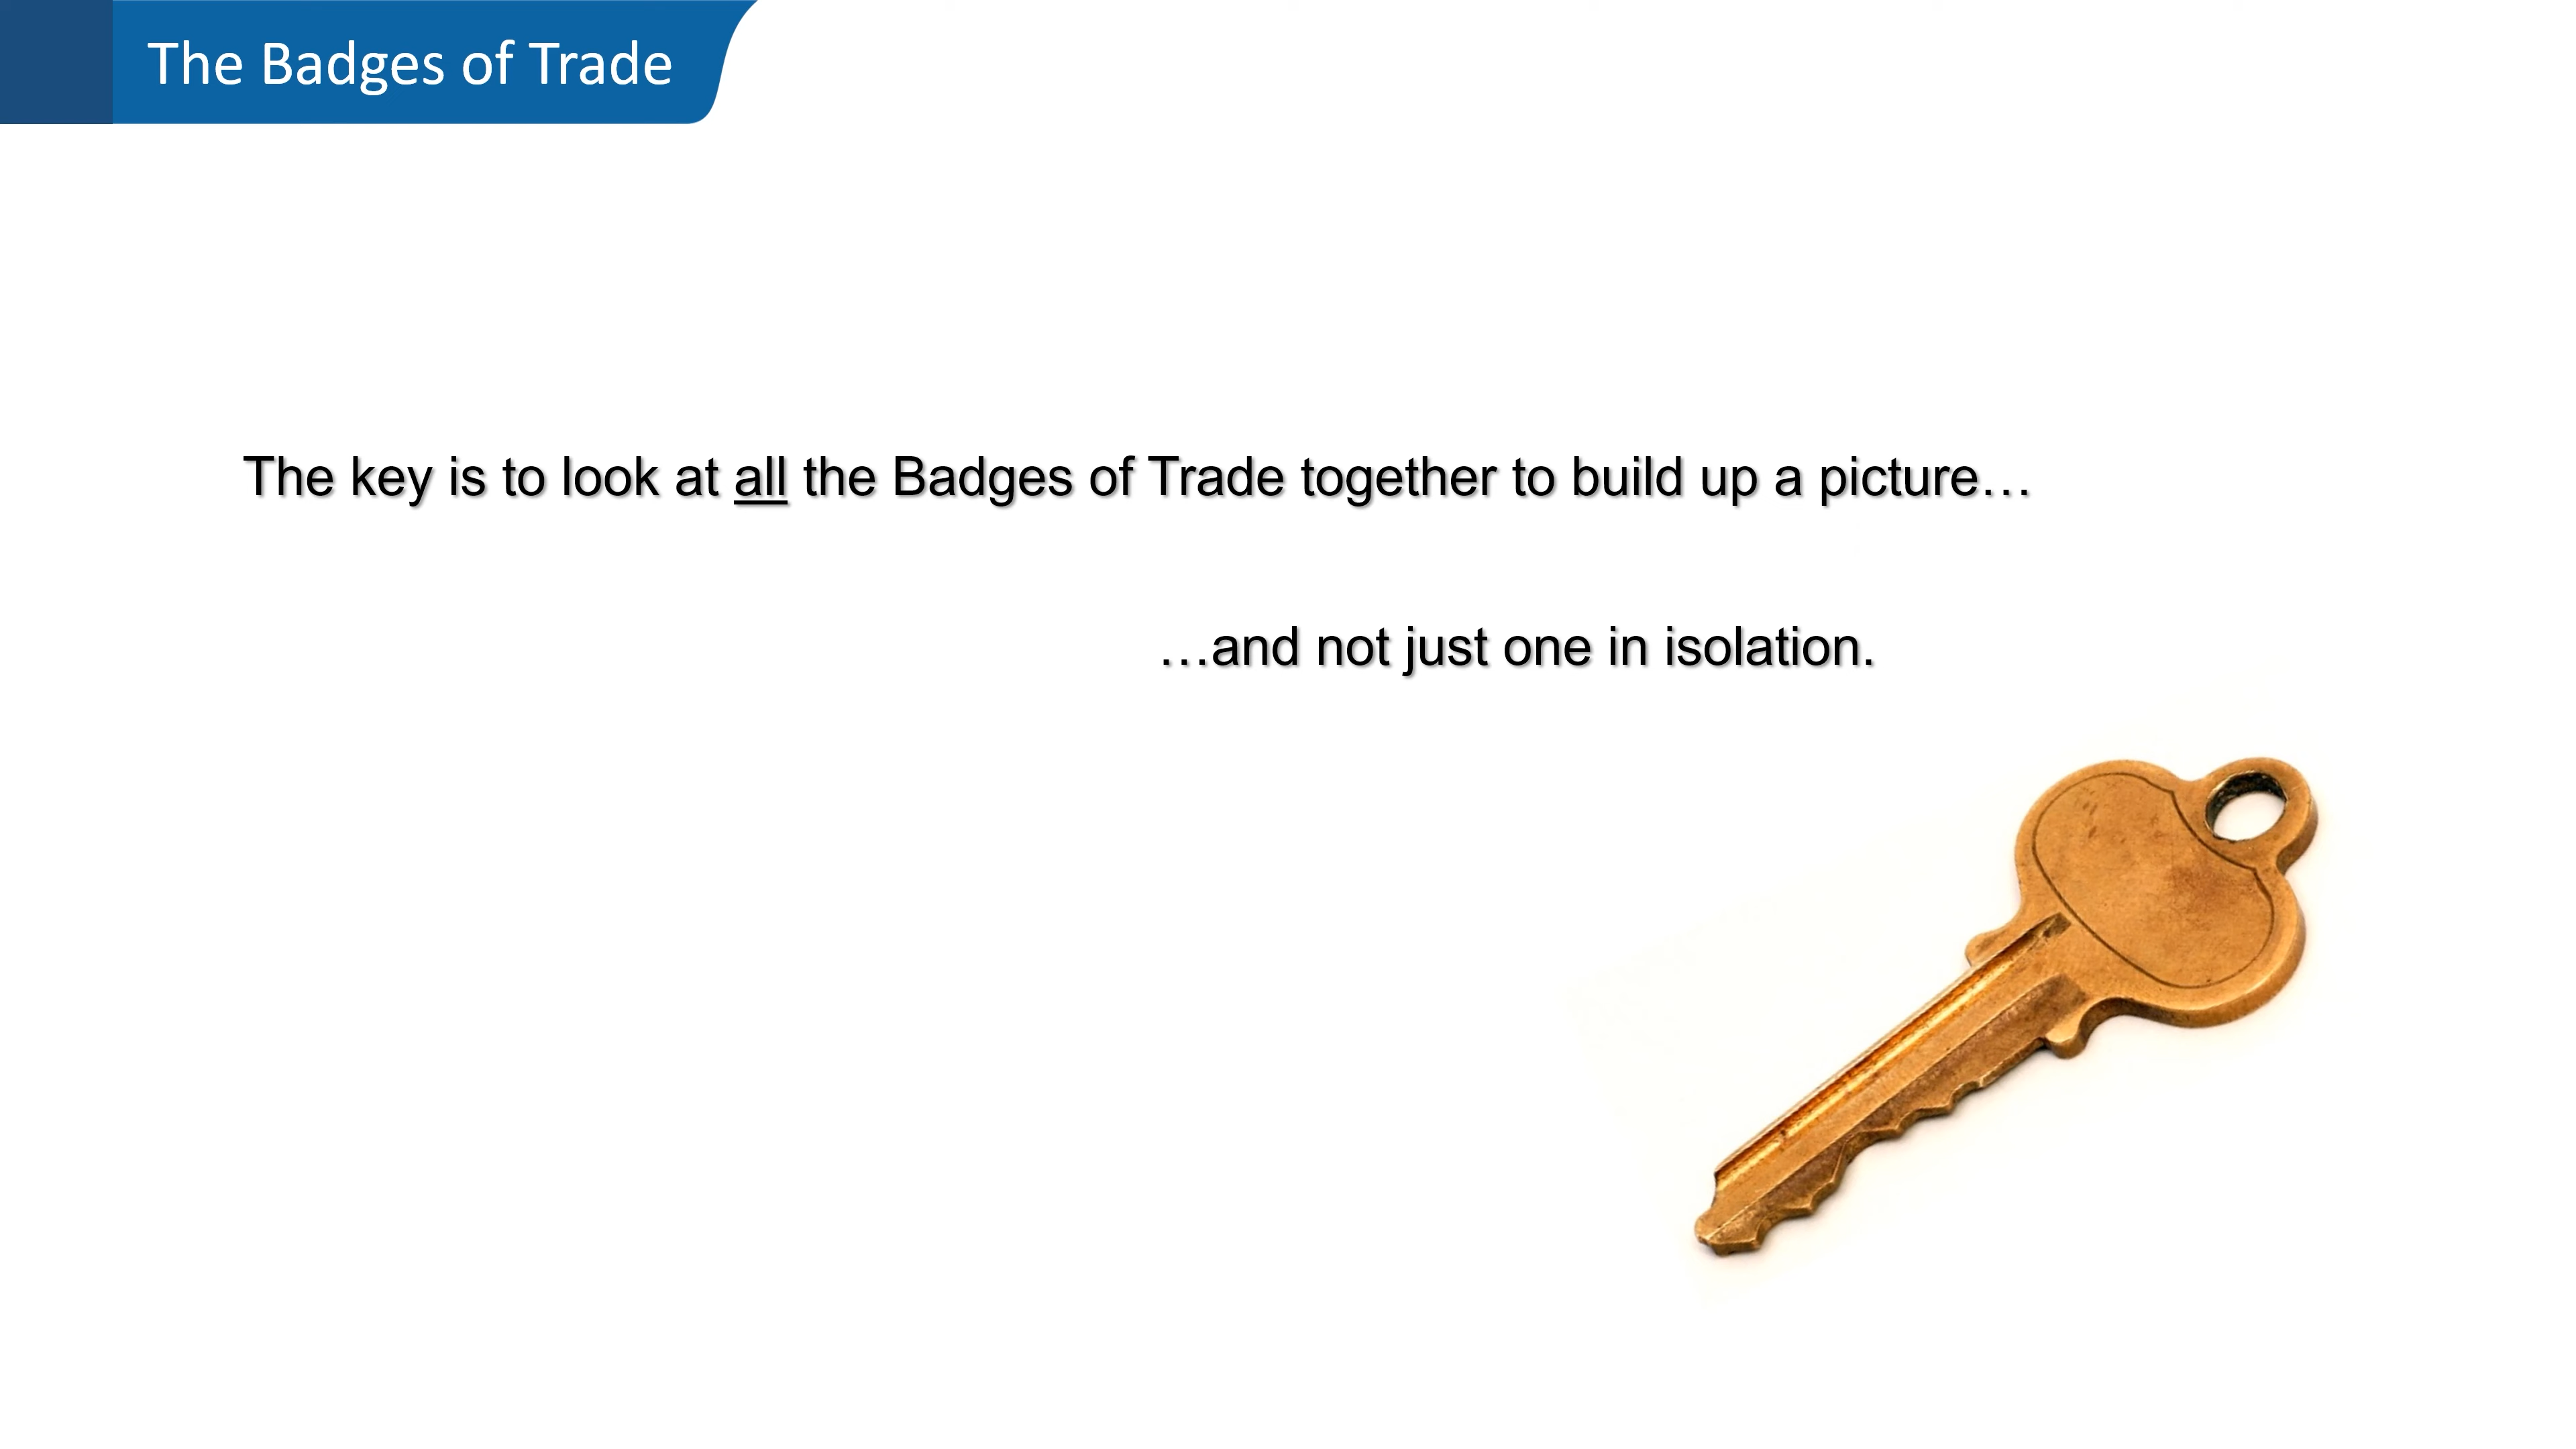 The Badges of Trade
The key is to look at all the Badges of Trade together to build up a picture…
…and not just one in isolation.